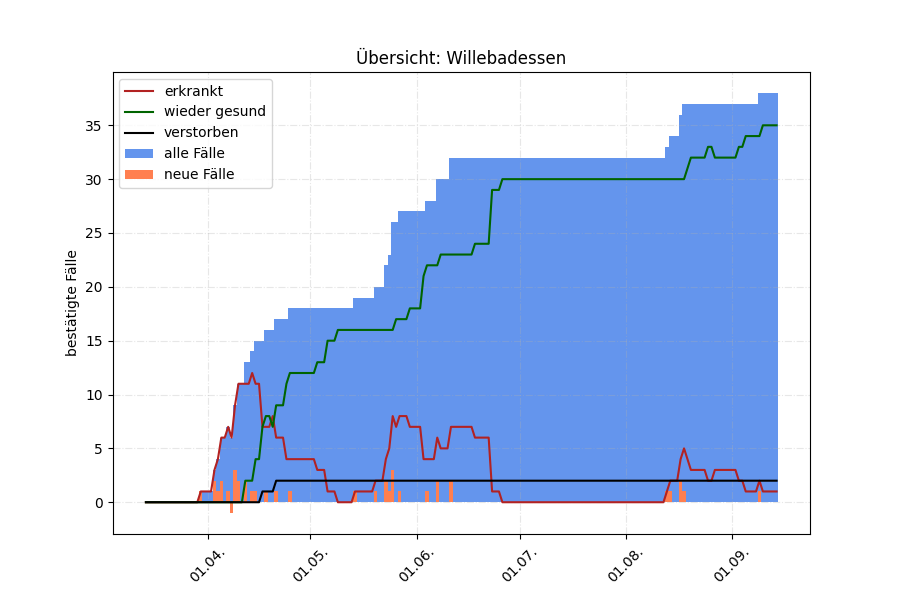 Übersicht: Willebadessen
erkrankt
wieder gesund
verstorben
alle Fälle
neue Fälle
bestätigte Fälle
35
30
25
20
15
10
5
0
01.04.
01.05.
01.06.
01.07.
01.08.
01.09.